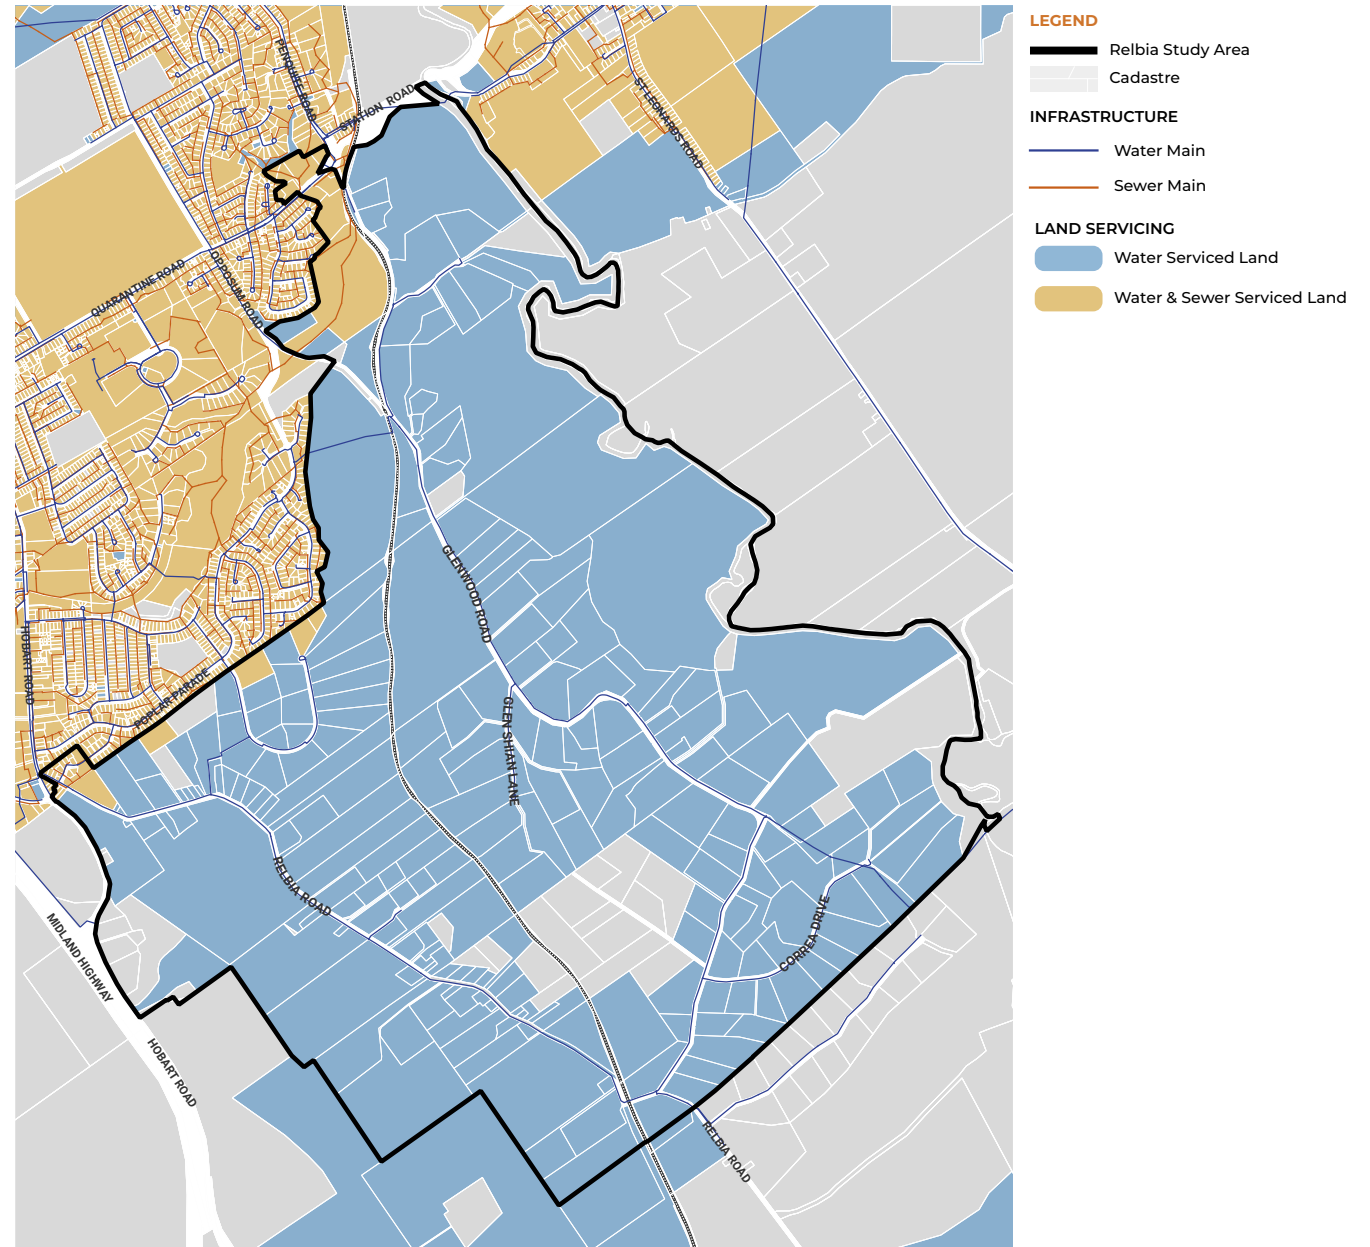 LEGEND
Relbia Study Area
Cadastre
INFRASTRUCTURE
Water Main
Sewer Main
LAND SERVICING
Water Serviced Land
Water & Sewer Serviced Land
PENQUITE ROAD
STATION ROAD
ST LEONARDS ROAD
QUARANTINE ROAD
OPOSSUM ROAD
GLENWOOD ROAD
HOBART ROAD
POPLAR PARADE
GLEN SHIAN LANE
RELBIA ROAD
CORREA DRIVE
MIDLAND HIGHWAY
HOBART ROAD
RELBIA ROAD